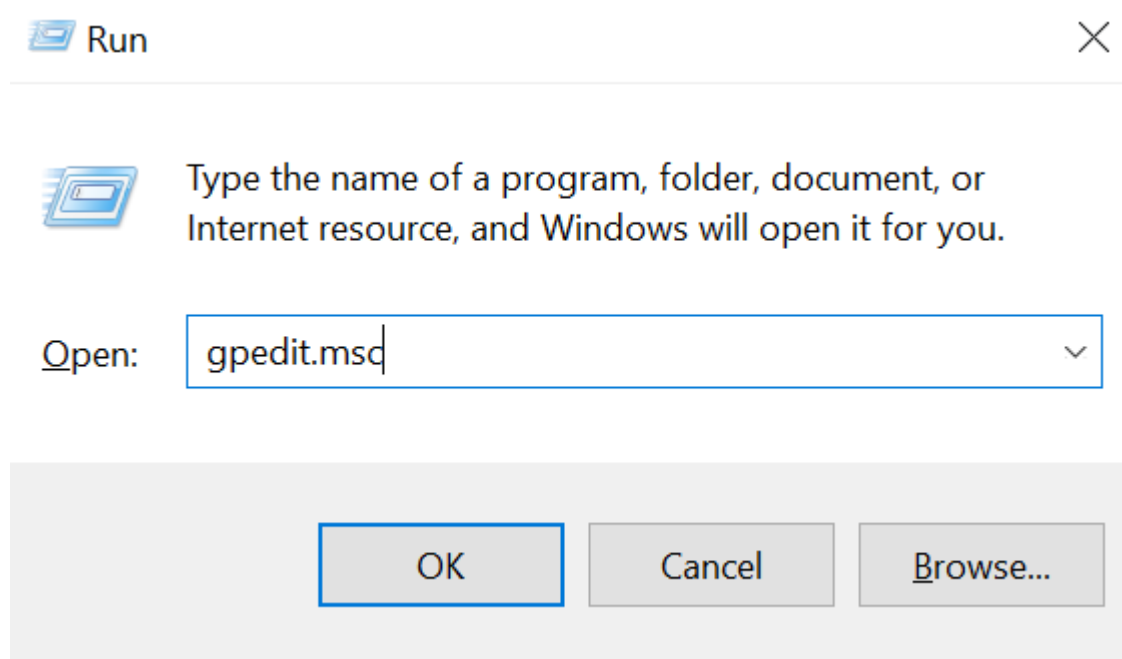 Run
Type the name of a program, folder, document, or
Internet resource, and Windows will open it for you.
Open:
gpedit.msc
OK
Cancel
Browse...